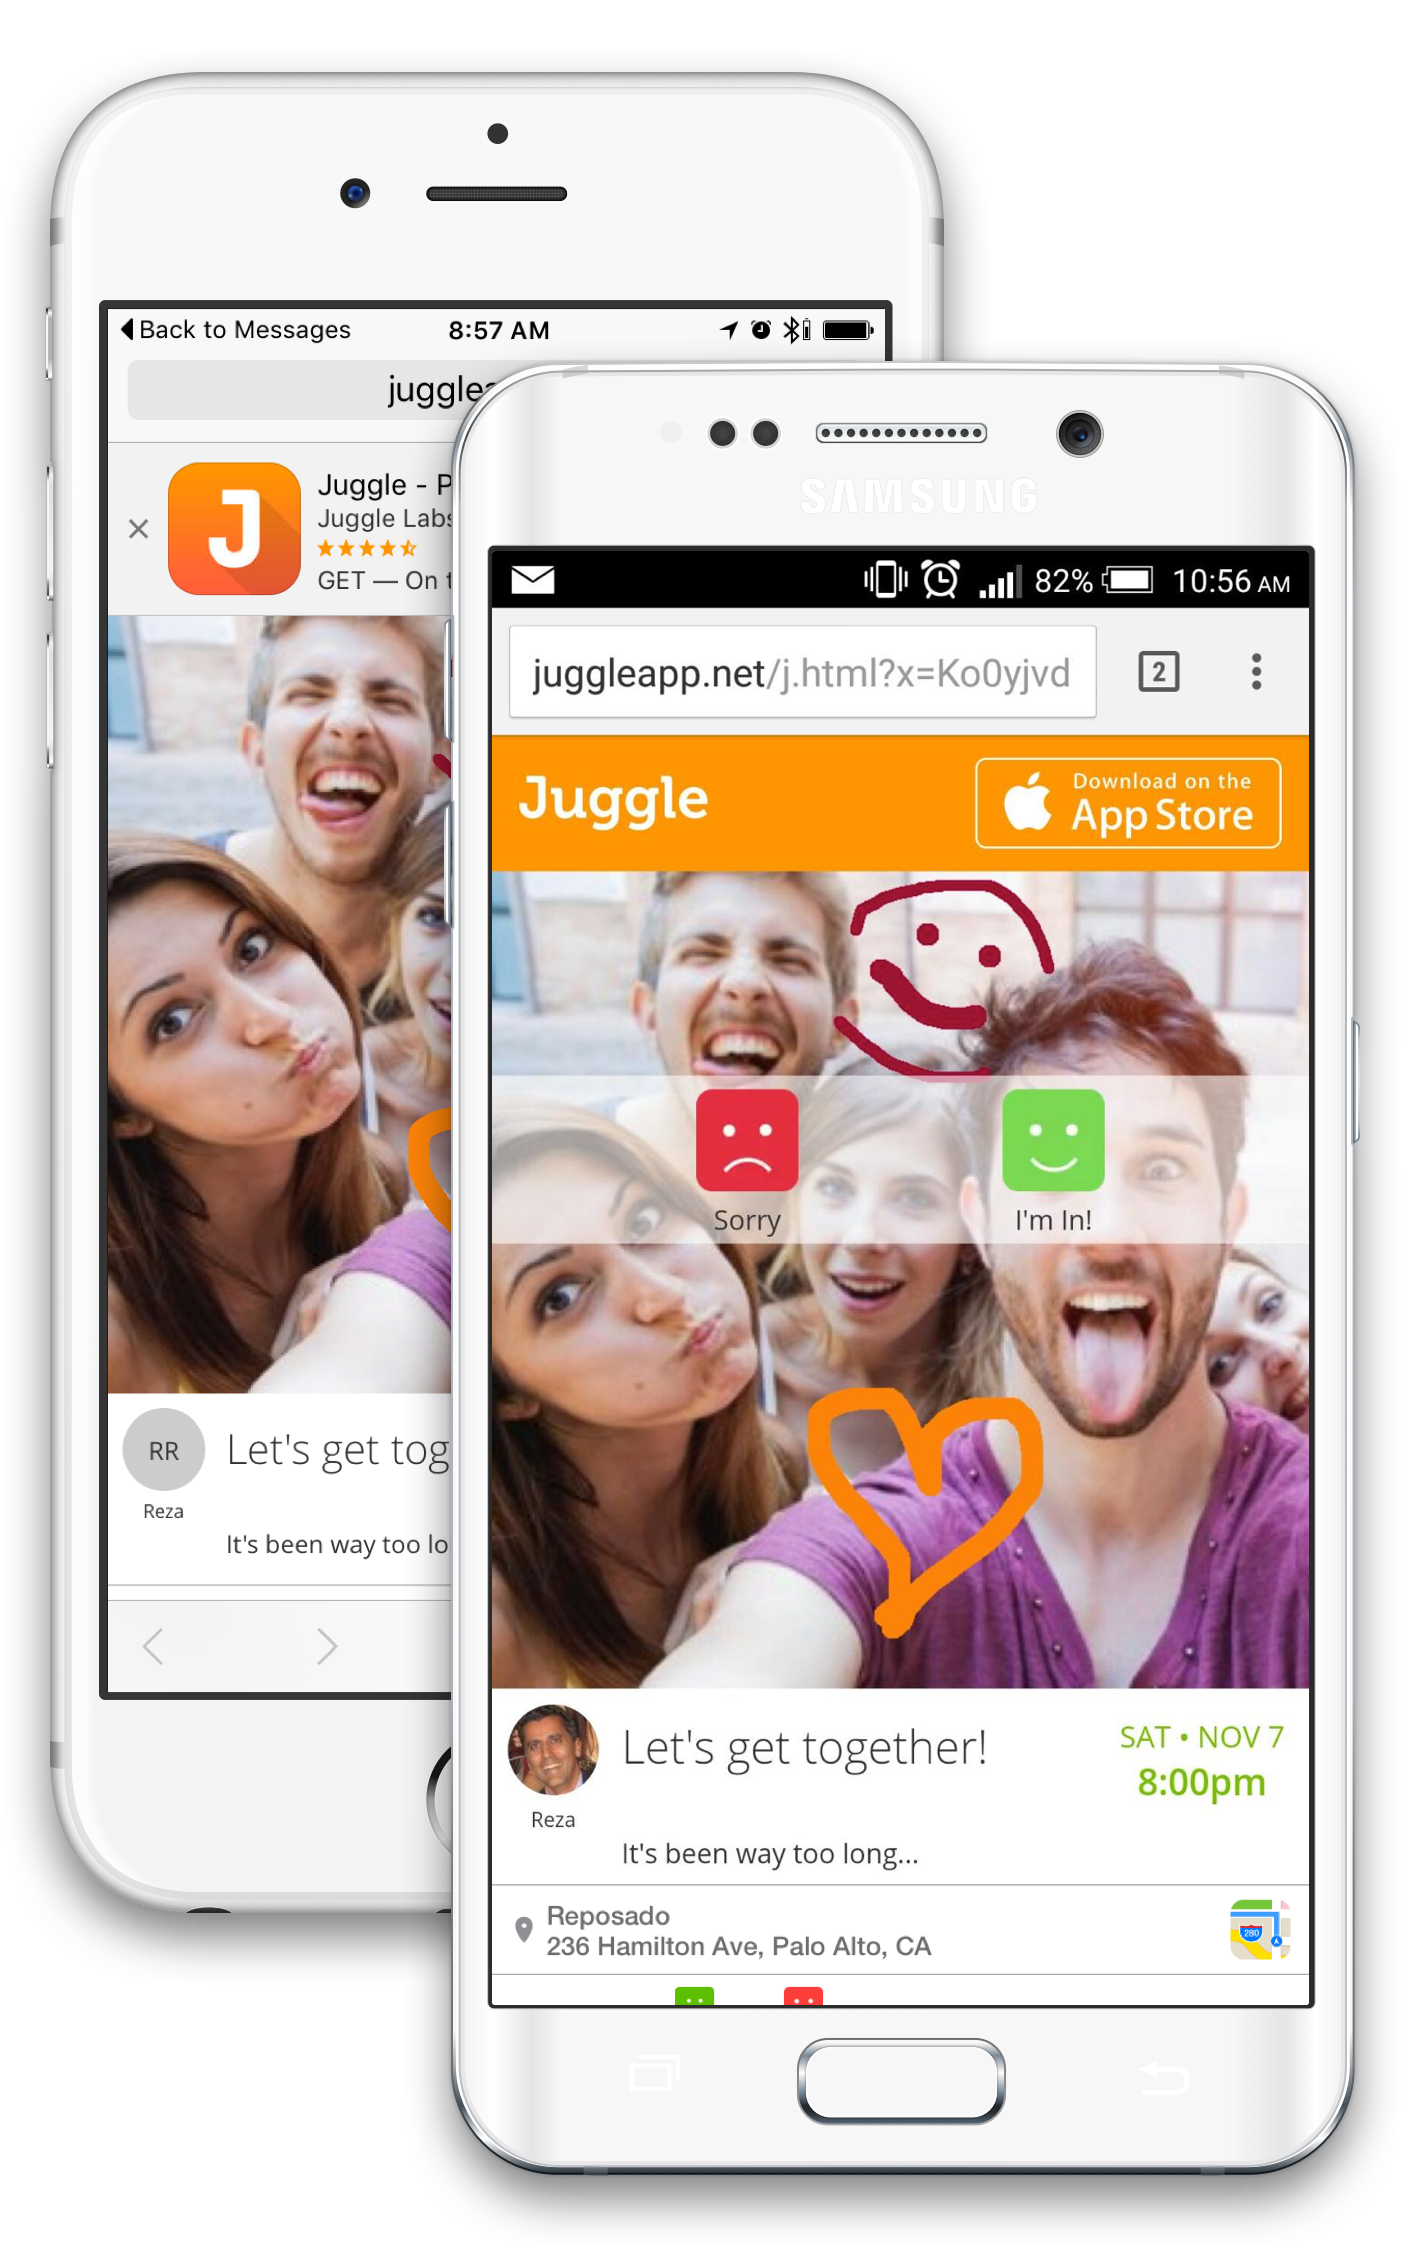 Back to Messages
8:57 AM
Juggle - P
Juggle Labs
GET — On
J
RR
Reza
Let's get tog
It's been way too lo
SAMSUNG
82%
10:56 AM
juggleapp.net/j.html?x=Ko0yjvd
2
Juggle
Download on the
App Store
Sorry
I'm In!
Let's get together!
SAT • NOV 7
8:00pm
Reza
It's been way too long...
Reposado
236 Hamilton Ave, Palo Alto, CA
280